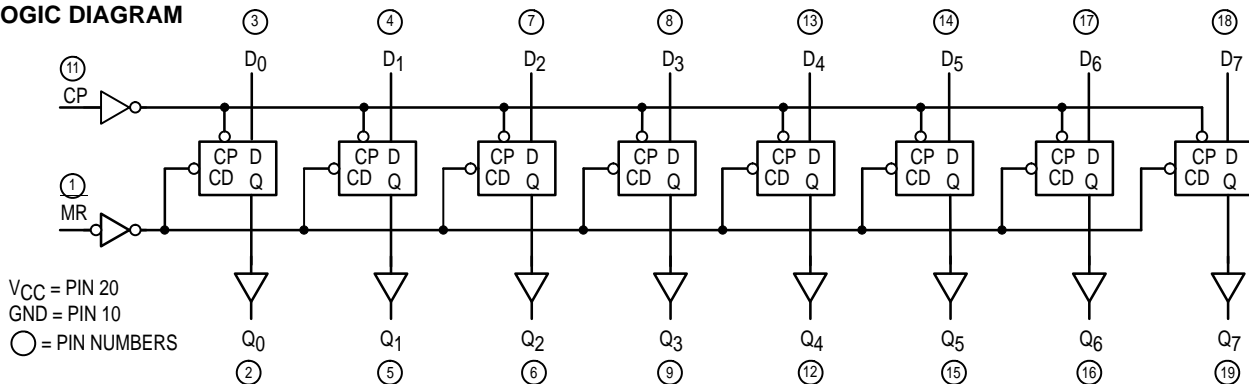 OGIC DIAGRAM
3 4 7 8 13 14 17 18
D0 D1 D2 D3 D4 D5 D6 D7
11
CP
CP D CP D CP D CP D CP D CP D CP D CP D
CD Q CD Q CD Q CD Q CD Q CD Q CD Q CD Q
1
MR
VCC = PIN 20
GND = PIN 10
= PIN NUMBERS
Q0 Q1 Q2 Q3 Q4 Q5 Q6 Q7
2 5 6 9 12 15 16 19